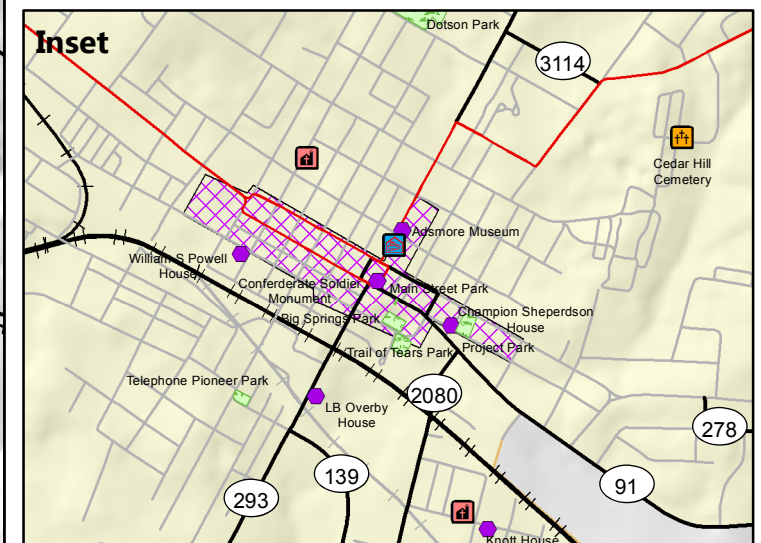 Inset
Dotson Park
3114
Cedar Hill
Cemetery
Adsmore Museum
William S Powell
House
Conferderate Soldier
Monument
Main Street Park
Big Springs Park
Champion Sheperdson
House
Trail of Tears Park
Project Park
Telephone Pioneer Park
2080
LB Overby
House
278
139
91
293
Knott House